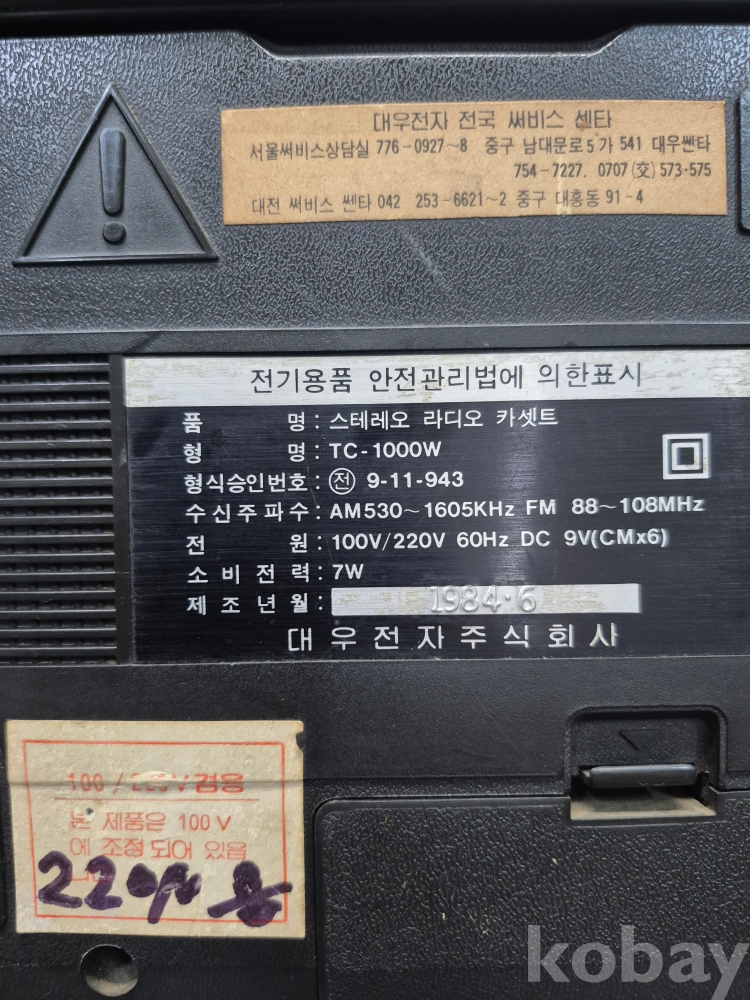 대우전자 전국 써비스 센타
서울써비스상담실 776-0927~8 중구 남대문로5가 541 대우쎈타
754-7227. 0707 (交) 573-575
대전 써비스 쎈타 042 253-6621~2 중구 대흥동 91-4
전기용품 안전관리법에 의한표시
품 명 : 스테레오 라디오 카셋트
형 명 : TC-1000W
형식승인번호 : 전 9-11-943
수신주파수 : AM530~1605KHz FM 88~108MHz
전 원 : 100V/220V 60Hz DC 9V(CMx6)
소비전력 : 7W
제조년월 : 1984·6
대우전자주식회사
100 / 220V 겸용
본 제품은 100V
에 조정되어 있읍
220V 용
kobay